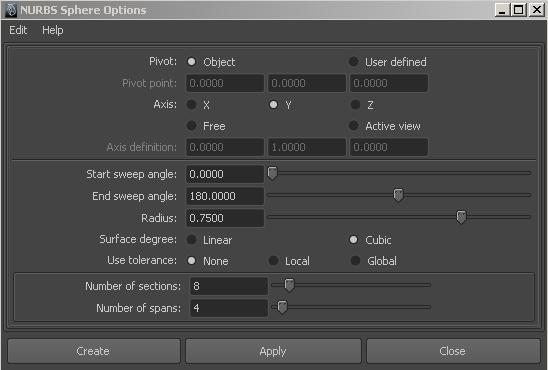 NURBS Sphere Options
Edit Help
Pivot: Object User defined
Pivot point: 0.0000 0.0000 0.0000
Axis: X Y Z
Free Active view
Axis definition: 0.0000 1.0000 0.0000
Start sweep angle: 0.0000
End sweep angle: 180.0000
Radius: 0.7500
Surface degree: Linear Cubic
Use tolerance: None Local Global
Number of sections: 8
Number of spans: 4
Create Apply Close